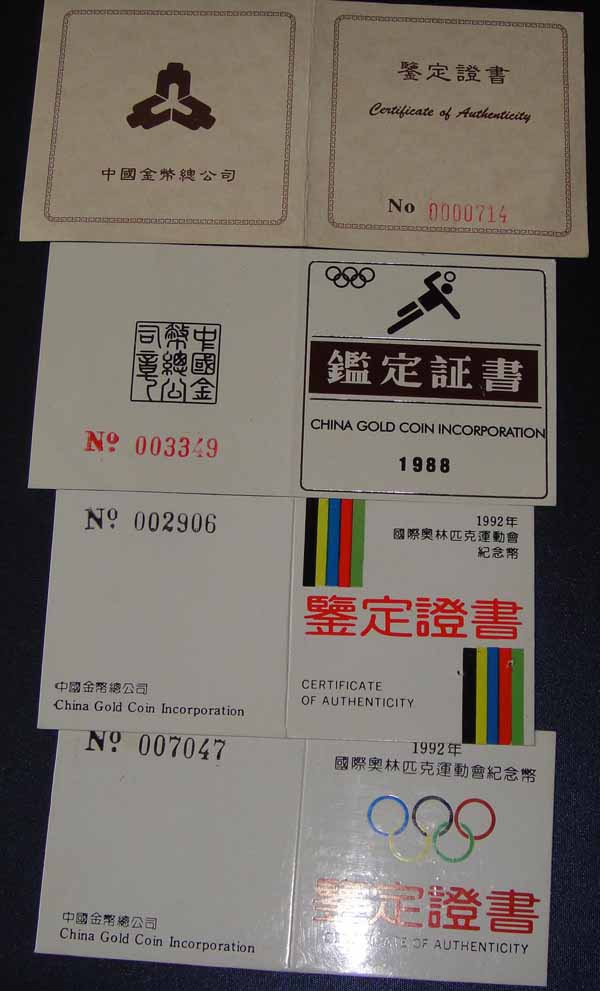 中國金幣總公司
鑒定證書
Certificate of Authenticity
No 0000714
中國金
幣總公
司章
No. 003349
鑑定証書
CHINA GOLD COIN INCORPORATION
1988
No. 002906
中國金幣總公司
China Gold Coin Incorporation
1992年
國際奧林匹克運動會
紀念幣
鑒定證書
CERTIFICATE
OF AUTHENTICITY
No. 007047
中國金幣總公司
China Gold Coin Incorporation
1992年
國際奧林匹克運動會紀念幣
鑒定證書
CERTIFICATE OF AUTHENTICITY